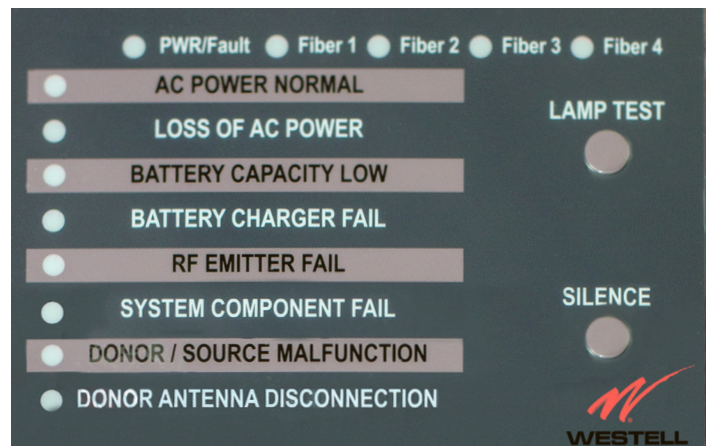 PWR/Fault Fiber 1 Fiber 2 Fiber 3 Fiber 4
AC POWER NORMAL
LOSS OF AC POWER
BATTERY CAPACITY LOW
BATTERY CHARGER FAIL
RF EMITTER FAIL
SYSTEM COMPONENT FAIL
DONOR / SOURCE MALFUNCTION
DONOR ANTENNA DISCONNECTION
LAMP TEST
SILENCE
WESTELL